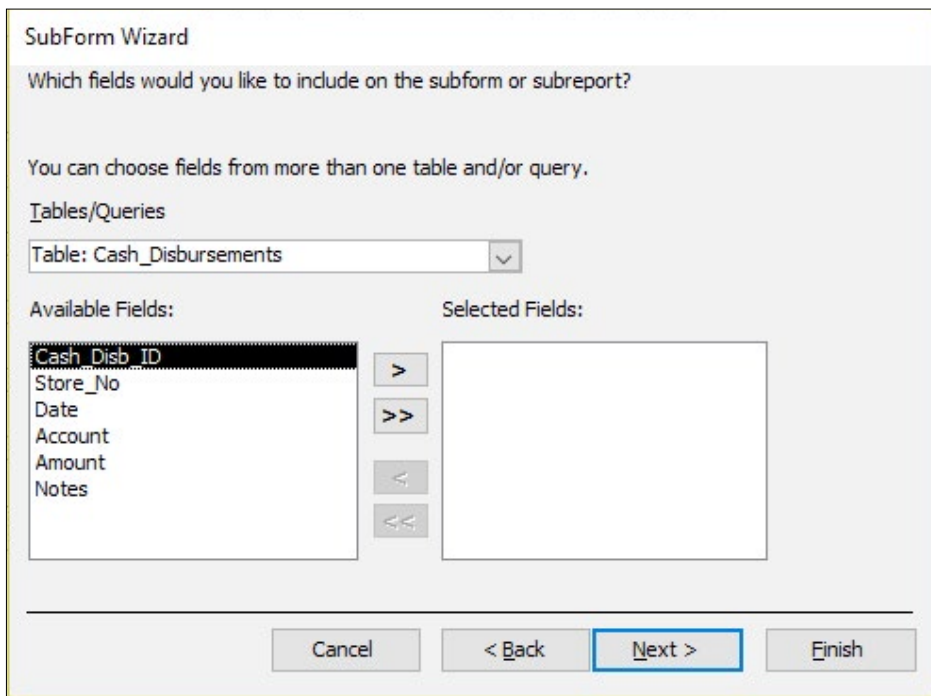 SubForm Wizard
Which fields would you like to include on the subform or subreport?
You can choose fields from more than one table and/or query.
Tables/Queries
Table: Cash_Disbursements
Available Fields:
Selected Fields:
Cash_Disb_ID
Store_No
Date
Account
Amount
Notes
>
>>
<
<<
Cancel
< Back
Next >
Finish